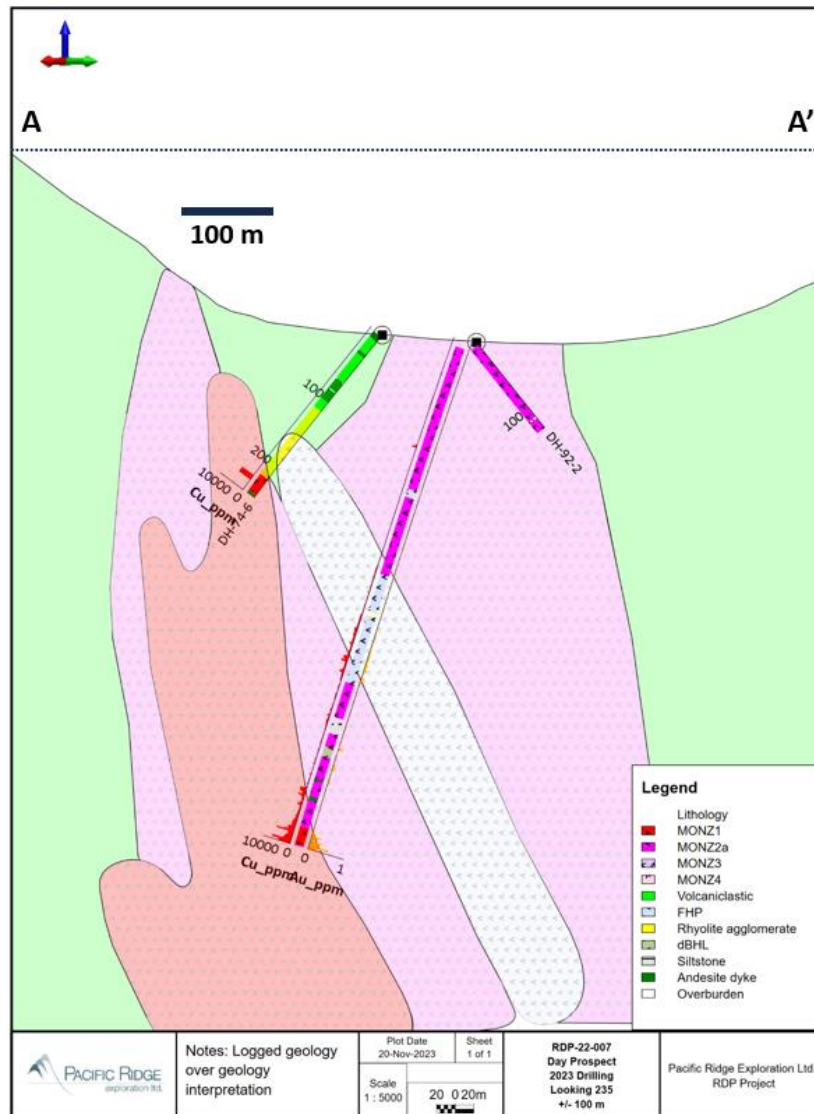 A
A'
100 m
100
200
10000 0
Cu_ppm
DH-74-6
100
DH-92-2
10000 0
0
1
Cu_ppm
Au_ppm
Legend
Lithology
MONZ1
MONZ2a
MONZ3
MONZ4
Volcaniclastic
FHP
Rhyolite agglomerate
dBHL
Siltstone
Andesite dyke
Overburden
PACIFIC RIDGE
exploration ltd.
Notes: Logged geology
over geology
interpretation
Plot Date
20-Nov-2023
Sheet
1 of 1
Scale
1 : 5000
20 0 20m
RDP-22-007
Day Prospect
2023 Drilling
Looking 235
+/- 100 m
Pacific Ridge Exploration Ltd
RDP Project